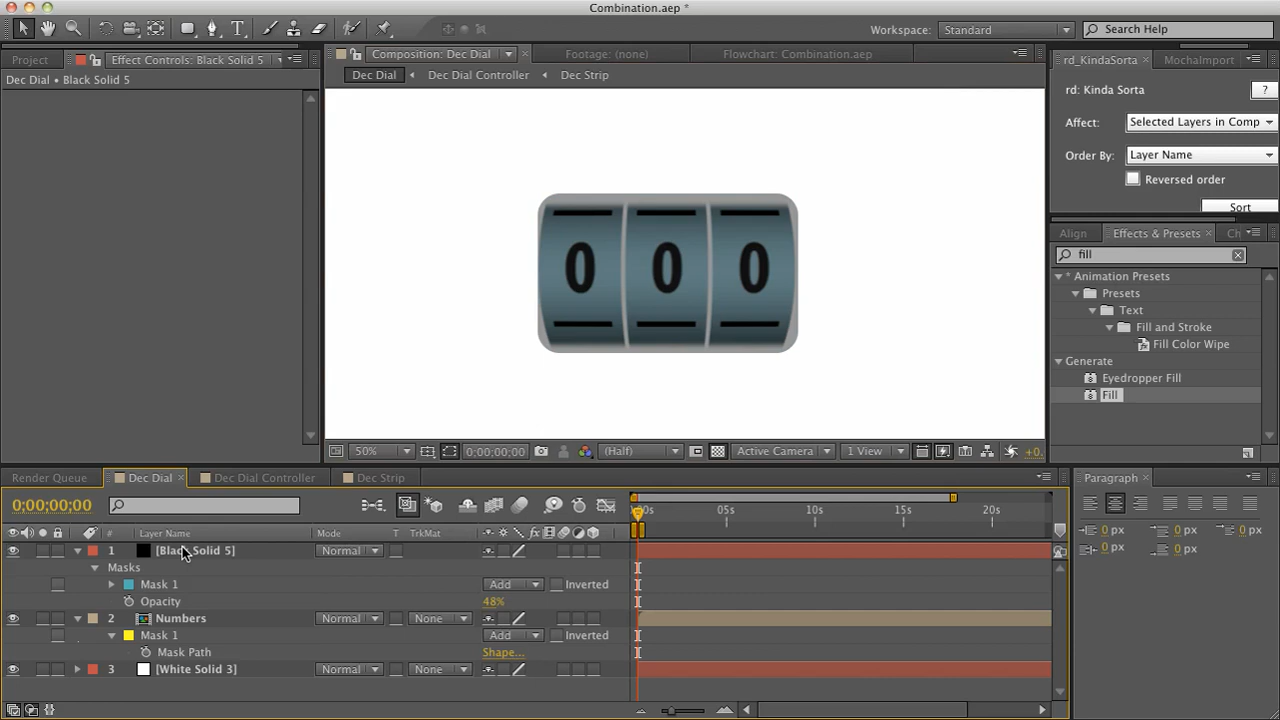 Combination.aep *
Workspace: Standard
Search Help
Project
Effect Controls: Black Solid 5
Composition: Dec Dial
Footage: (none)
Flowchart: Combination.aep
rd_KindaSorta
MochaImport
Dec Dial • Black Solid 5
Dec Dial
Dec Dial Controller
Dec Strip
rd: Kinda Sorta
?
Affect: Selected Layers in Comp
Order By: Layer Name
Reversed order
Sort
0 0 0
Align
Effects & Presets
Ch
fill
* Animation Presets
Presets
Text
Fill and Stroke
Fill Color Wipe
Generate
Eyedropper Fill
Fill
50%
0;00;00;00
(Half)
Active Camera
1 View
+0.
Render Queue
Dec Dial
Dec Dial Controller
Dec Strip
Paragraph
0;00;00;00
:00s 05s 10s 15s 20s
# Layer Name Mode T TrkMat
1 [Black Solid 5] Normal
Masks
Mask 1 Add Inverted
Opacity 48%
2 Numbers Normal None
Mask 1 Add Inverted
Mask Path Shape...
3 [White Solid 3] Normal None
0 px 0 px 0 px
0 px 0 px